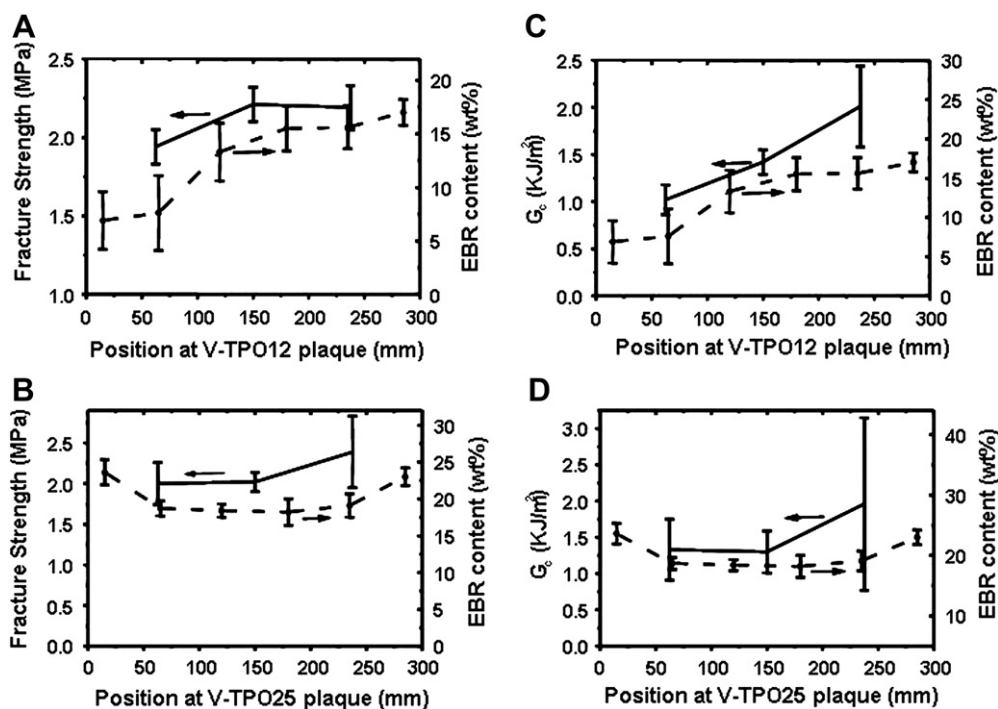 A
Fracture Strength (MPa)
2.5
2.0
1.5
1.0
20
15
10
5
0
EBR content (wt%)
0 50 100 150 200 250 300
Position at V-TPO12 plaque (mm)
C
G_c (KJ/m²)
2.5
2.0
1.5
1.0
0.5
0.0
30
25
20
15
10
5
0
EBR content (wt%)
0 50 100 150 200 250 300
Position at V-TPO12 plaque (mm)
B
Fracture Strength (MPa)
2.5
2.0
1.5
1.0
0.5
0.0
30
25
20
15
10
5
0
EBR content (wt%)
0 50 100 150 200 250 300
Position at V-TPO25 plaque (mm)
D
G_c (KJ/m²)
3.0
2.5
2.0
1.5
1.0
0.5
0.0
40
30
20
10
EBR content (wt%)
0 50 100 150 200 250 300
Position at V-TPO25 plaque (mm)